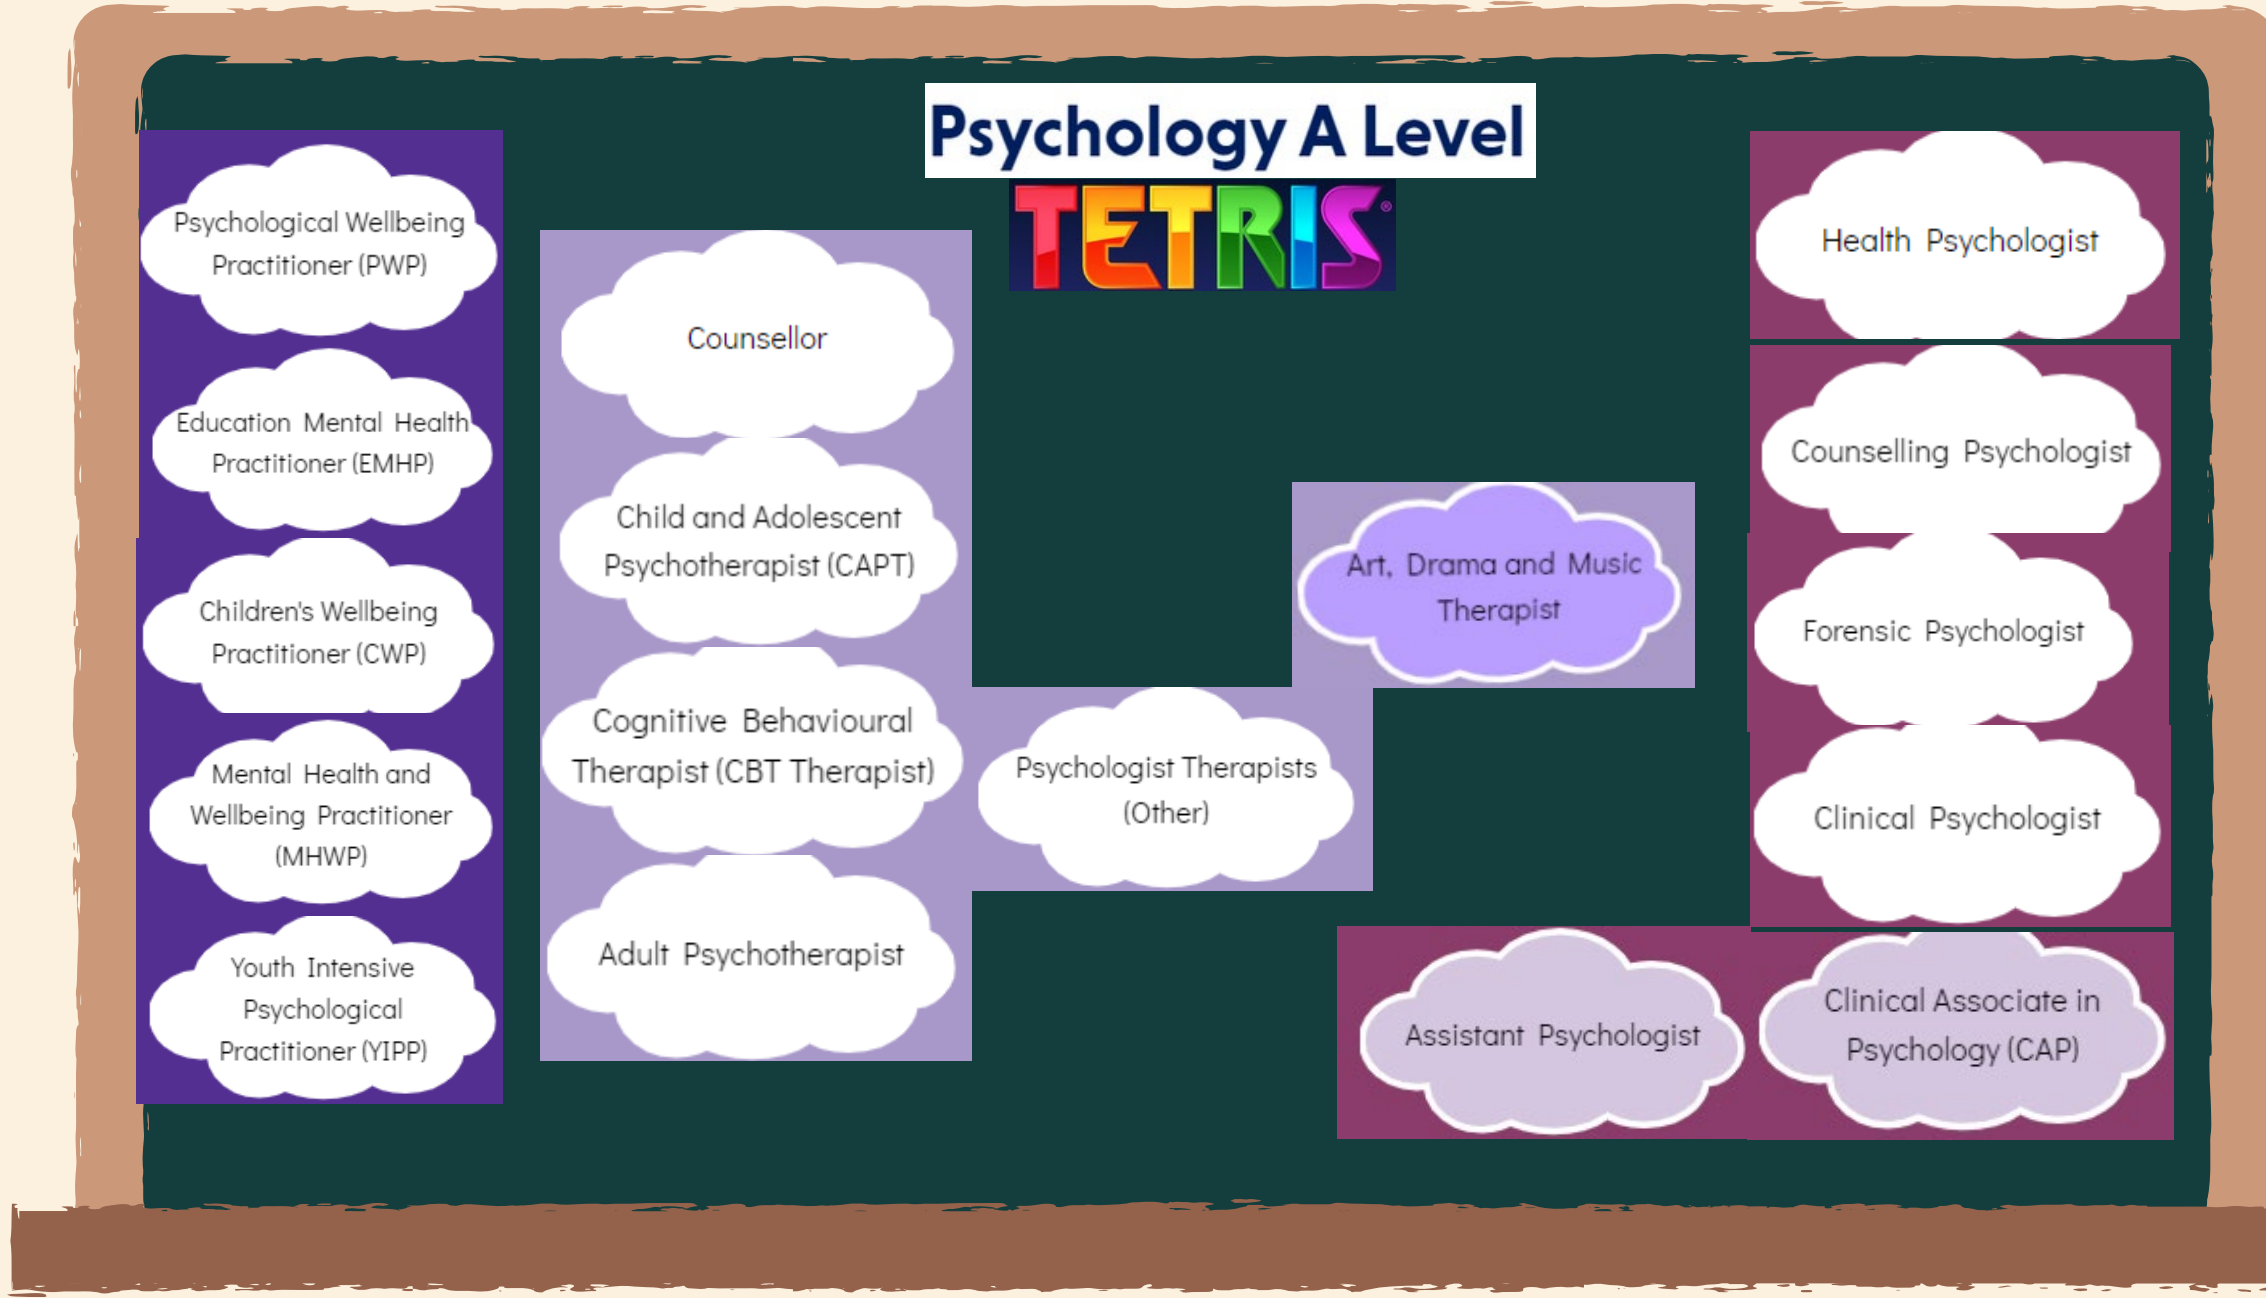 Psychology A Level
TETRIS®
Psychological Wellbeing
Practitioner (PWP)
Education Mental Health
Practitioner (EMHP)
Children's Wellbeing
Practitioner (CWP)
Mental Health and
Wellbeing Practitioner
(MHWP)
Youth Intensive
Psychological
Practitioner (YIPP)
Counsellor
Child and Adolescent
Psychotherapist (CAPT)
Cognitive Behavioural
Therapist (CBT Therapist)
Adult Psychotherapist
Psychologist Therapists
(Other)
Art, Drama and Music
Therapist
Health Psychologist
Counselling Psychologist
Forensic Psychologist
Clinical Psychologist
Assistant Psychologist
Clinical Associate in
Psychology (CAP)